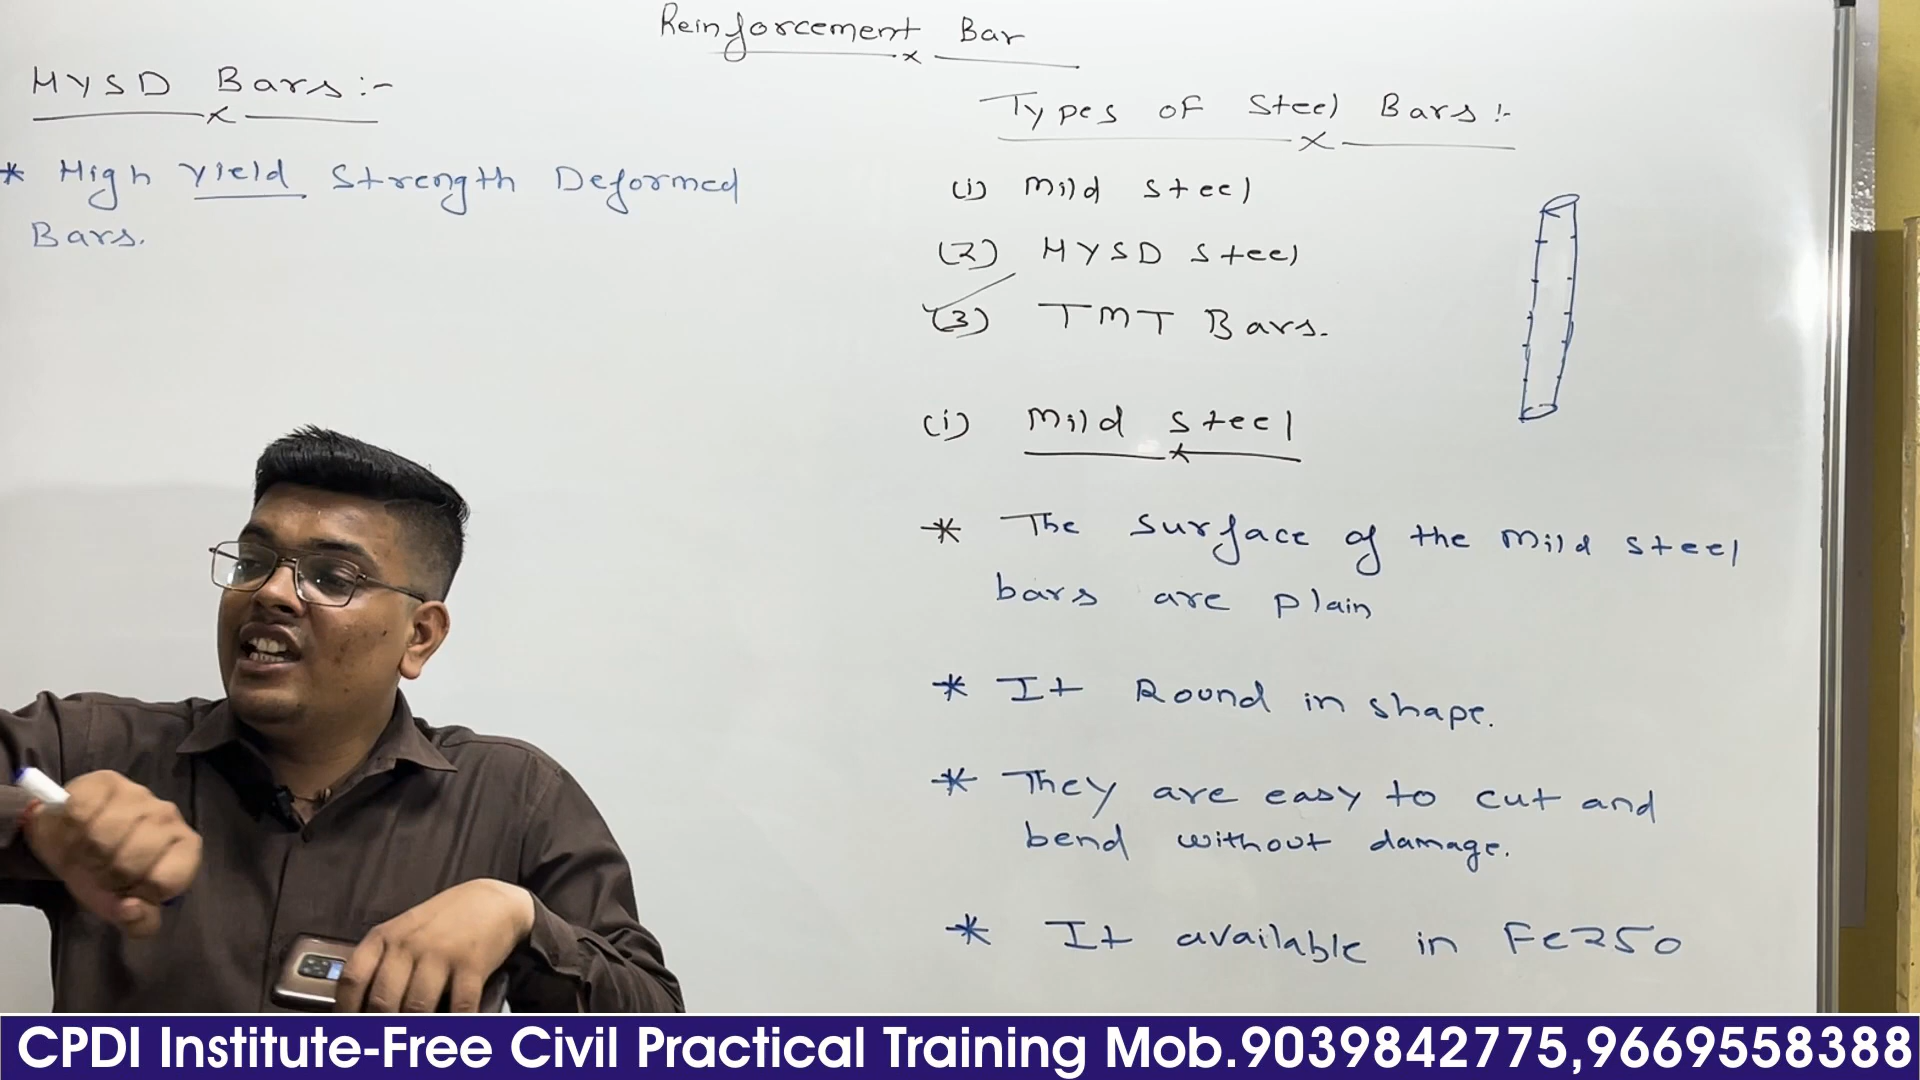 Reinforcement Bar
HYSD Bars:-
* High Yield Strength Deformed
Bars.
Types of Steel Bars:-
(i) Mild Steel
(2) HYSD Steel
(3) TMT Bars.
(i) Mild Steel
* The surface of the mild steel
bars are plain
* It Round in shape.
* They are easy to cut and
bend without damage.
* It available in Fe250
CPDI Institute-Free Civil Practical Training Mob.9039842775,9669558388